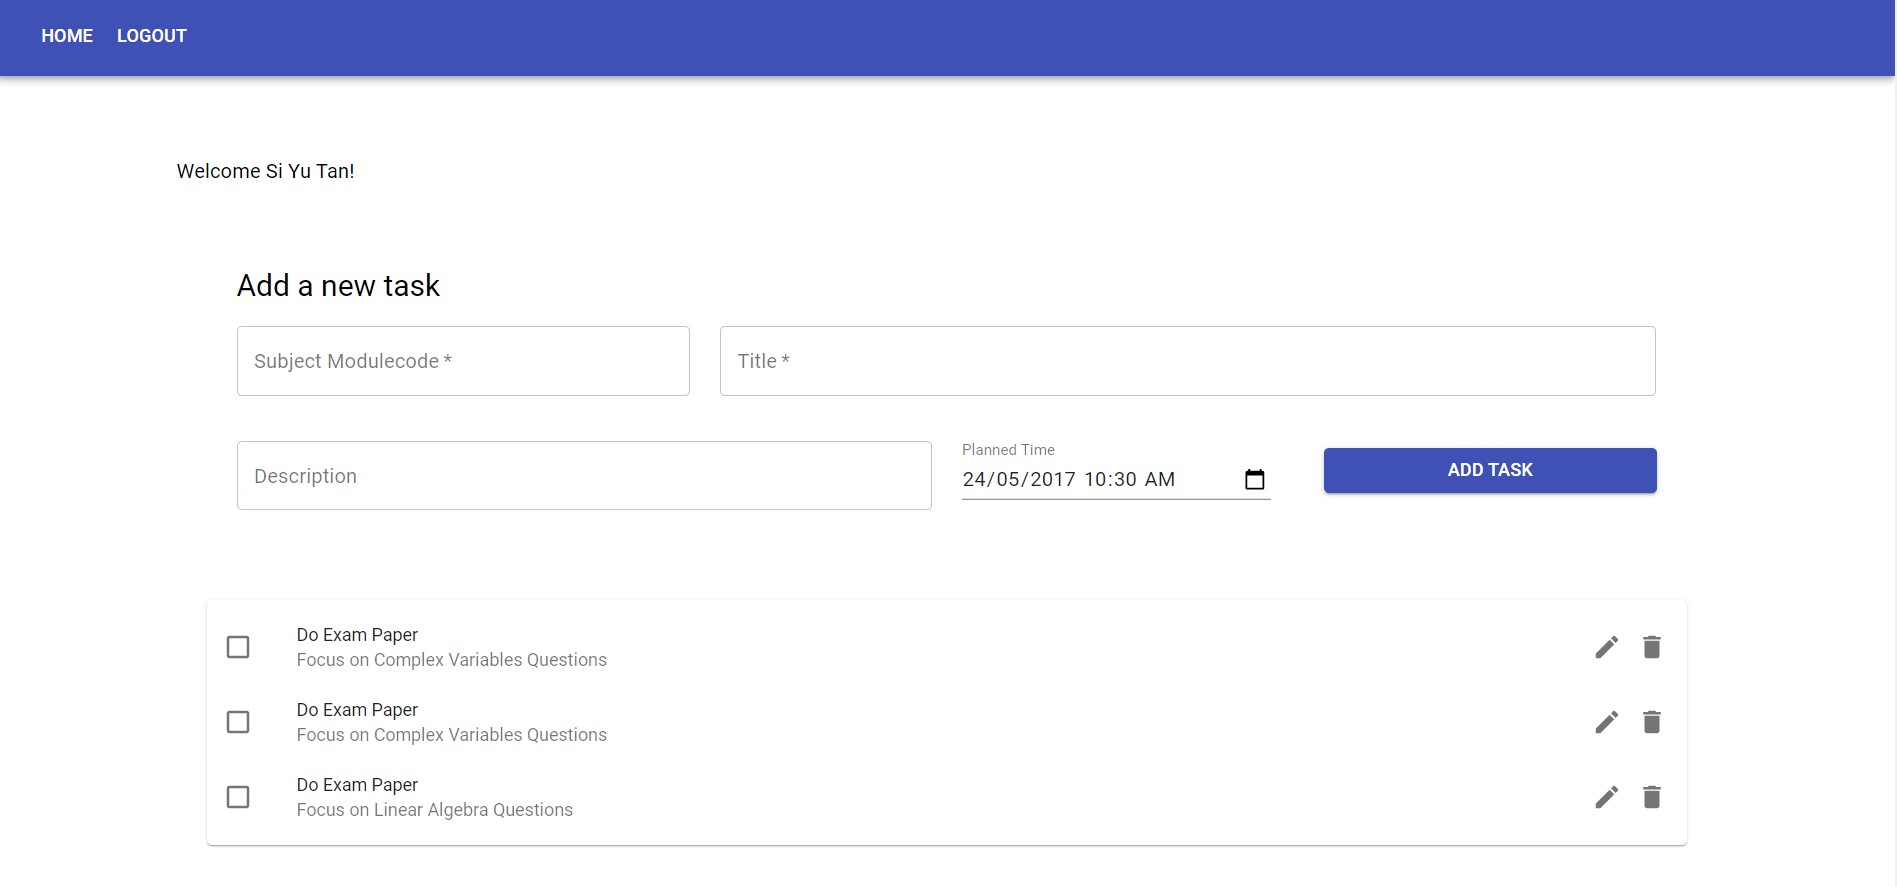 HOME LOGOUT
Welcome Si Yu Tan!
Add a new task
Subject Modulecode *
Title *
Description
Planned Time
24/05/2017 10:30 AM
ADD TASK
Do Exam Paper
Focus on Complex Variables Questions
Do Exam Paper
Focus on Complex Variables Questions
Do Exam Paper
Focus on Linear Algebra Questions